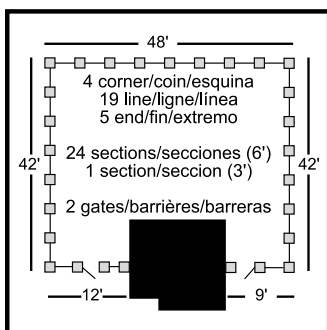 48'
4 corner/coin/esquina
19 line/ligne/línea
5 end/fin/extremo
24 sections/secciones (6')
42'
42'
1 section/seccion (3')
2 gates/barrières/barreras
12'
9'